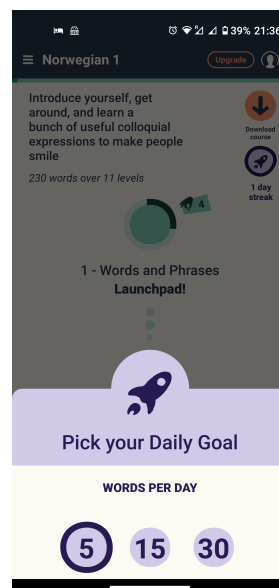 39% 21:36
Norwegian 1
Upgrade
Introduce yourself, get
around, and learn a
bunch of useful colloquial
expressions to make people
smile
230 words over 11 levels
Download
course
1 day
streak
4
1 - Words and Phrases
Launchpad!
Pick your Daily Goal
WORDS PER DAY
5 15 30